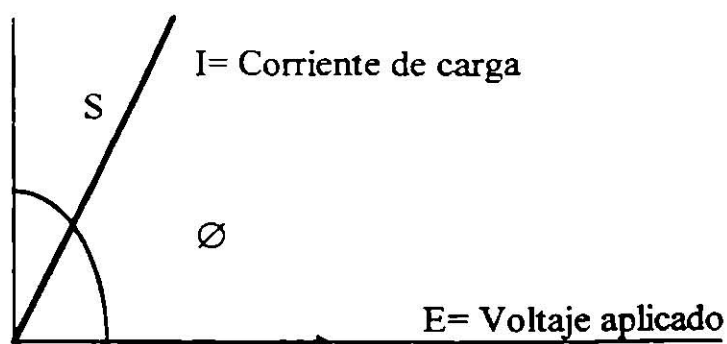 I= Corriente de carga
S
∅
E= Voltaje aplicado